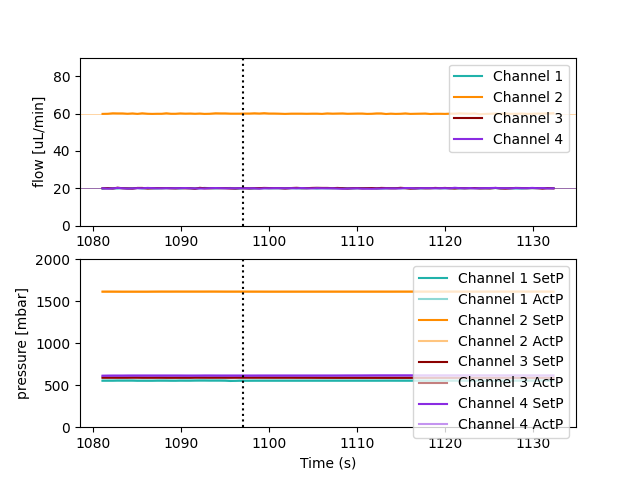 80
60
40
20
0
flow [uL/min]
Channel 1
Channel 2
Channel 3
Channel 4
1080 1090 1100 1110 1120 1130
2000
1500
1000
500
0
pressure [mbar]
Channel 1 SetP
Channel 1 ActP
Channel 2 SetP
Channel 2 ActP
Channel 3 SetP
Channel 3 ActP
Channel 4 SetP
Channel 4 ActP
1080 1090 1100 1110 1120 1130
Time (s)